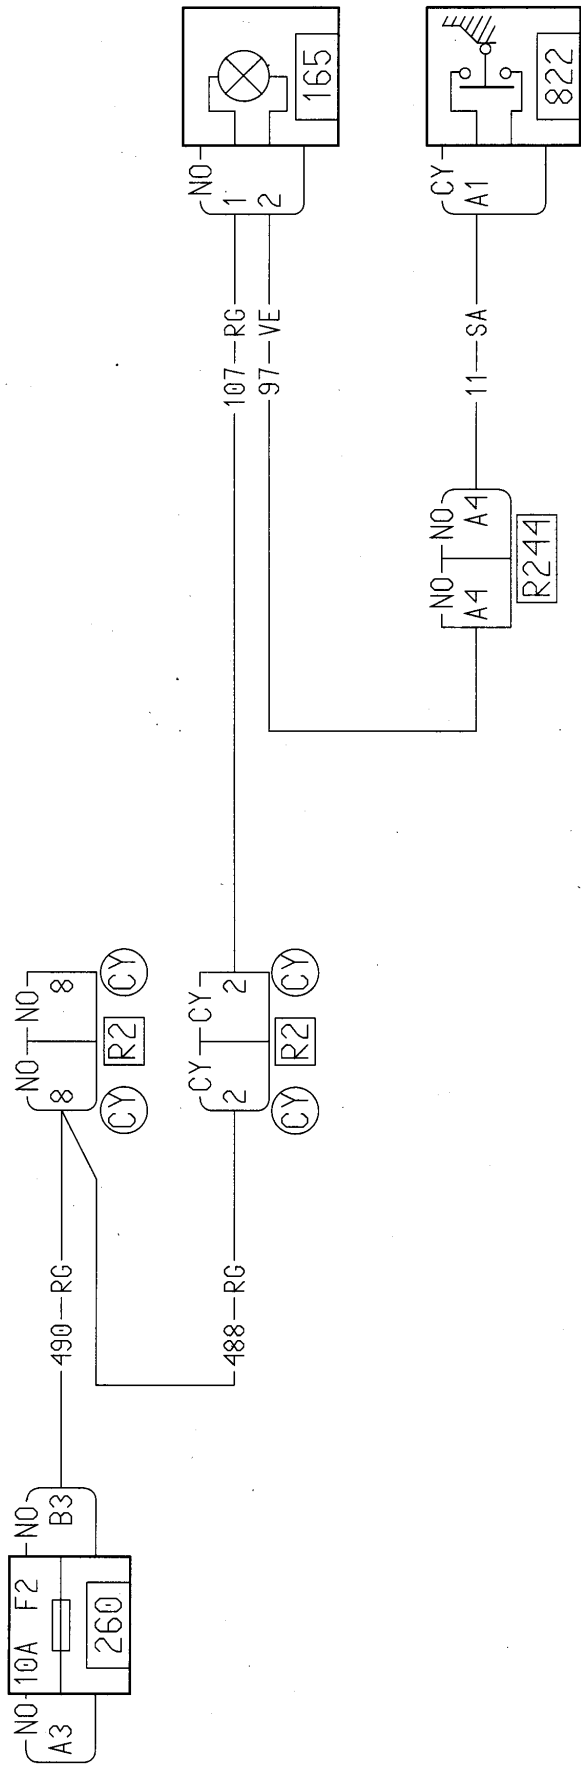 NO
1
2
165
CY
A1
822
107 RG
97 VE
11 SA
NO NO
A4 A4
R244
NO NO
8 8
CY R2 CY
CY CY
2 2
CY R2 CY
490 RG
488 RG
NO
B3
10A F2
260
NO
A3